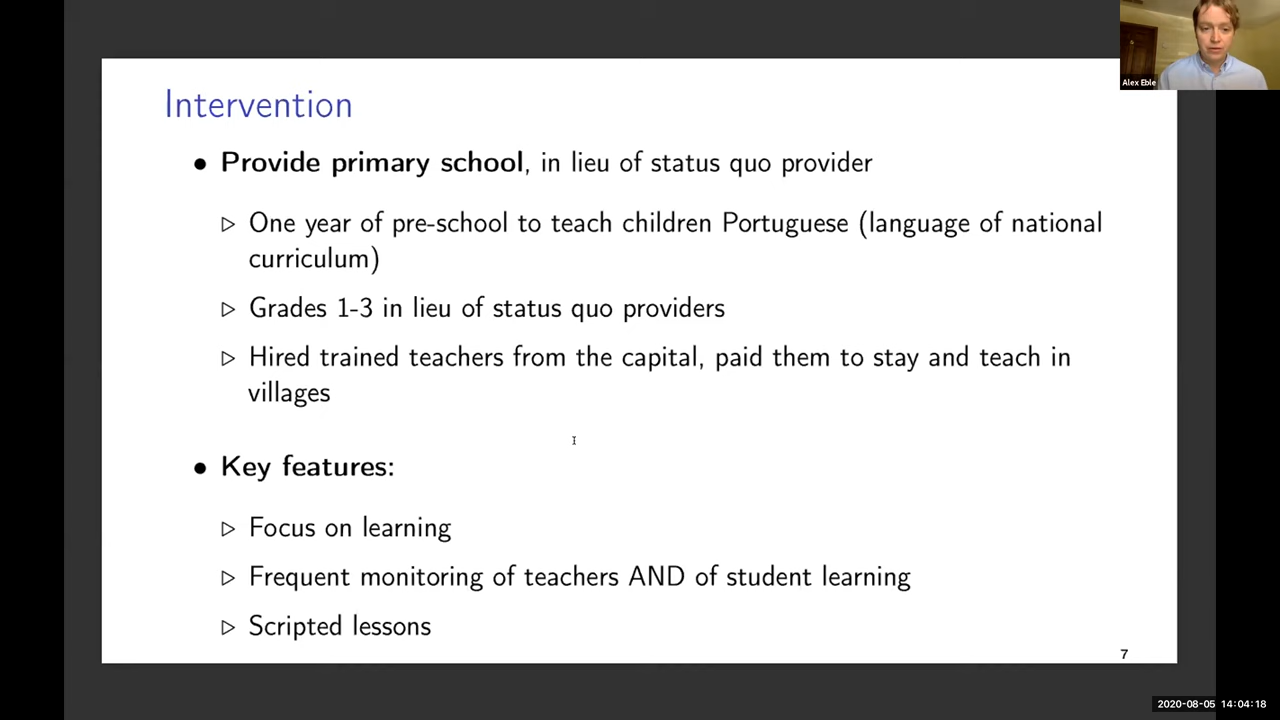 Alex Eble
Intervention
• Provide primary school, in lieu of status quo provider
▷ One year of pre-school to teach children Portuguese (language of national
curriculum)
▷ Grades 1-3 in lieu of status quo providers
▷ Hired trained teachers from the capital, paid them to stay and teach in
villages
• Key features:
▷ Focus on learning
▷ Frequent monitoring of teachers AND of student learning
▷ Scripted lessons
7
2020-08-05 14:04:18